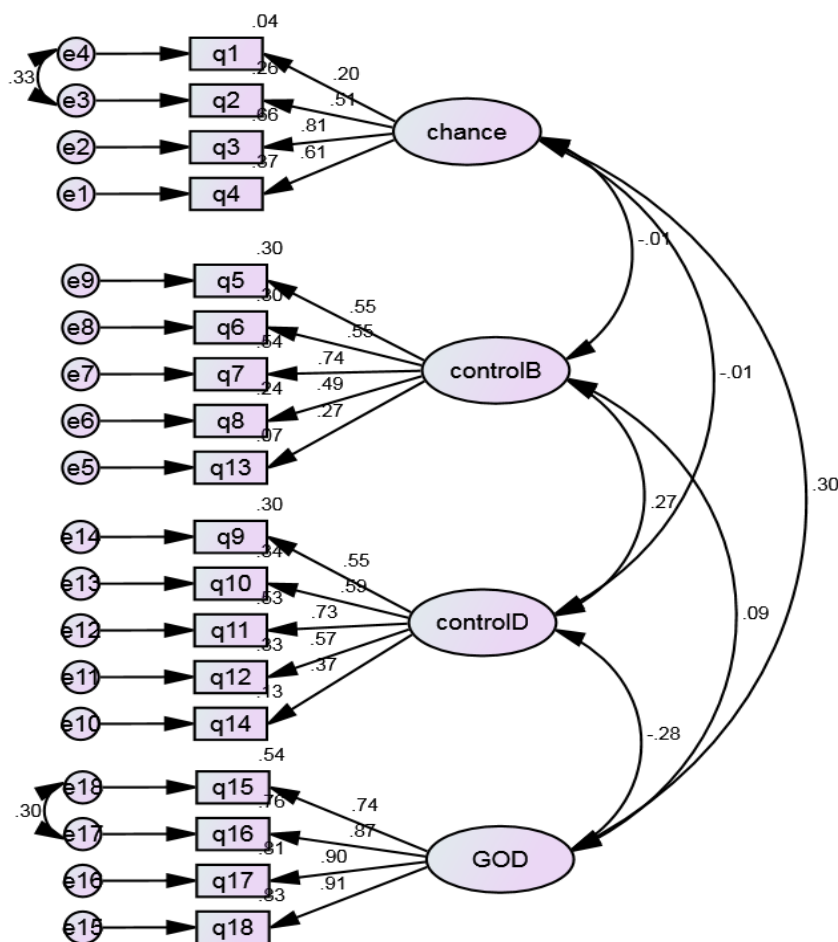 .04
e4 q1
.26
.20
.33
e3 q2
.51
.66
chance
.81
e2 q3
.37
.61
e1 q4
-.01
.30
e9 q5
.30
.55
e8 q6
.54
.55
.74
e7 q7
controlB
-.01
.24
.49
e6 q8
.27
.07
e5 q13
.30
.30
.27
e9
e14 q9
.34
.55
e13 q10
.59
.53
.73
.09
e12 q11
controlD
.33
.57
e11 q12
.37
.13
e10 q14
-.28
.54
e18 q15
.76
.74
.30
e17 q16
.87
.81
GOD
.90
e16 q17
.91
.83
e15 q18